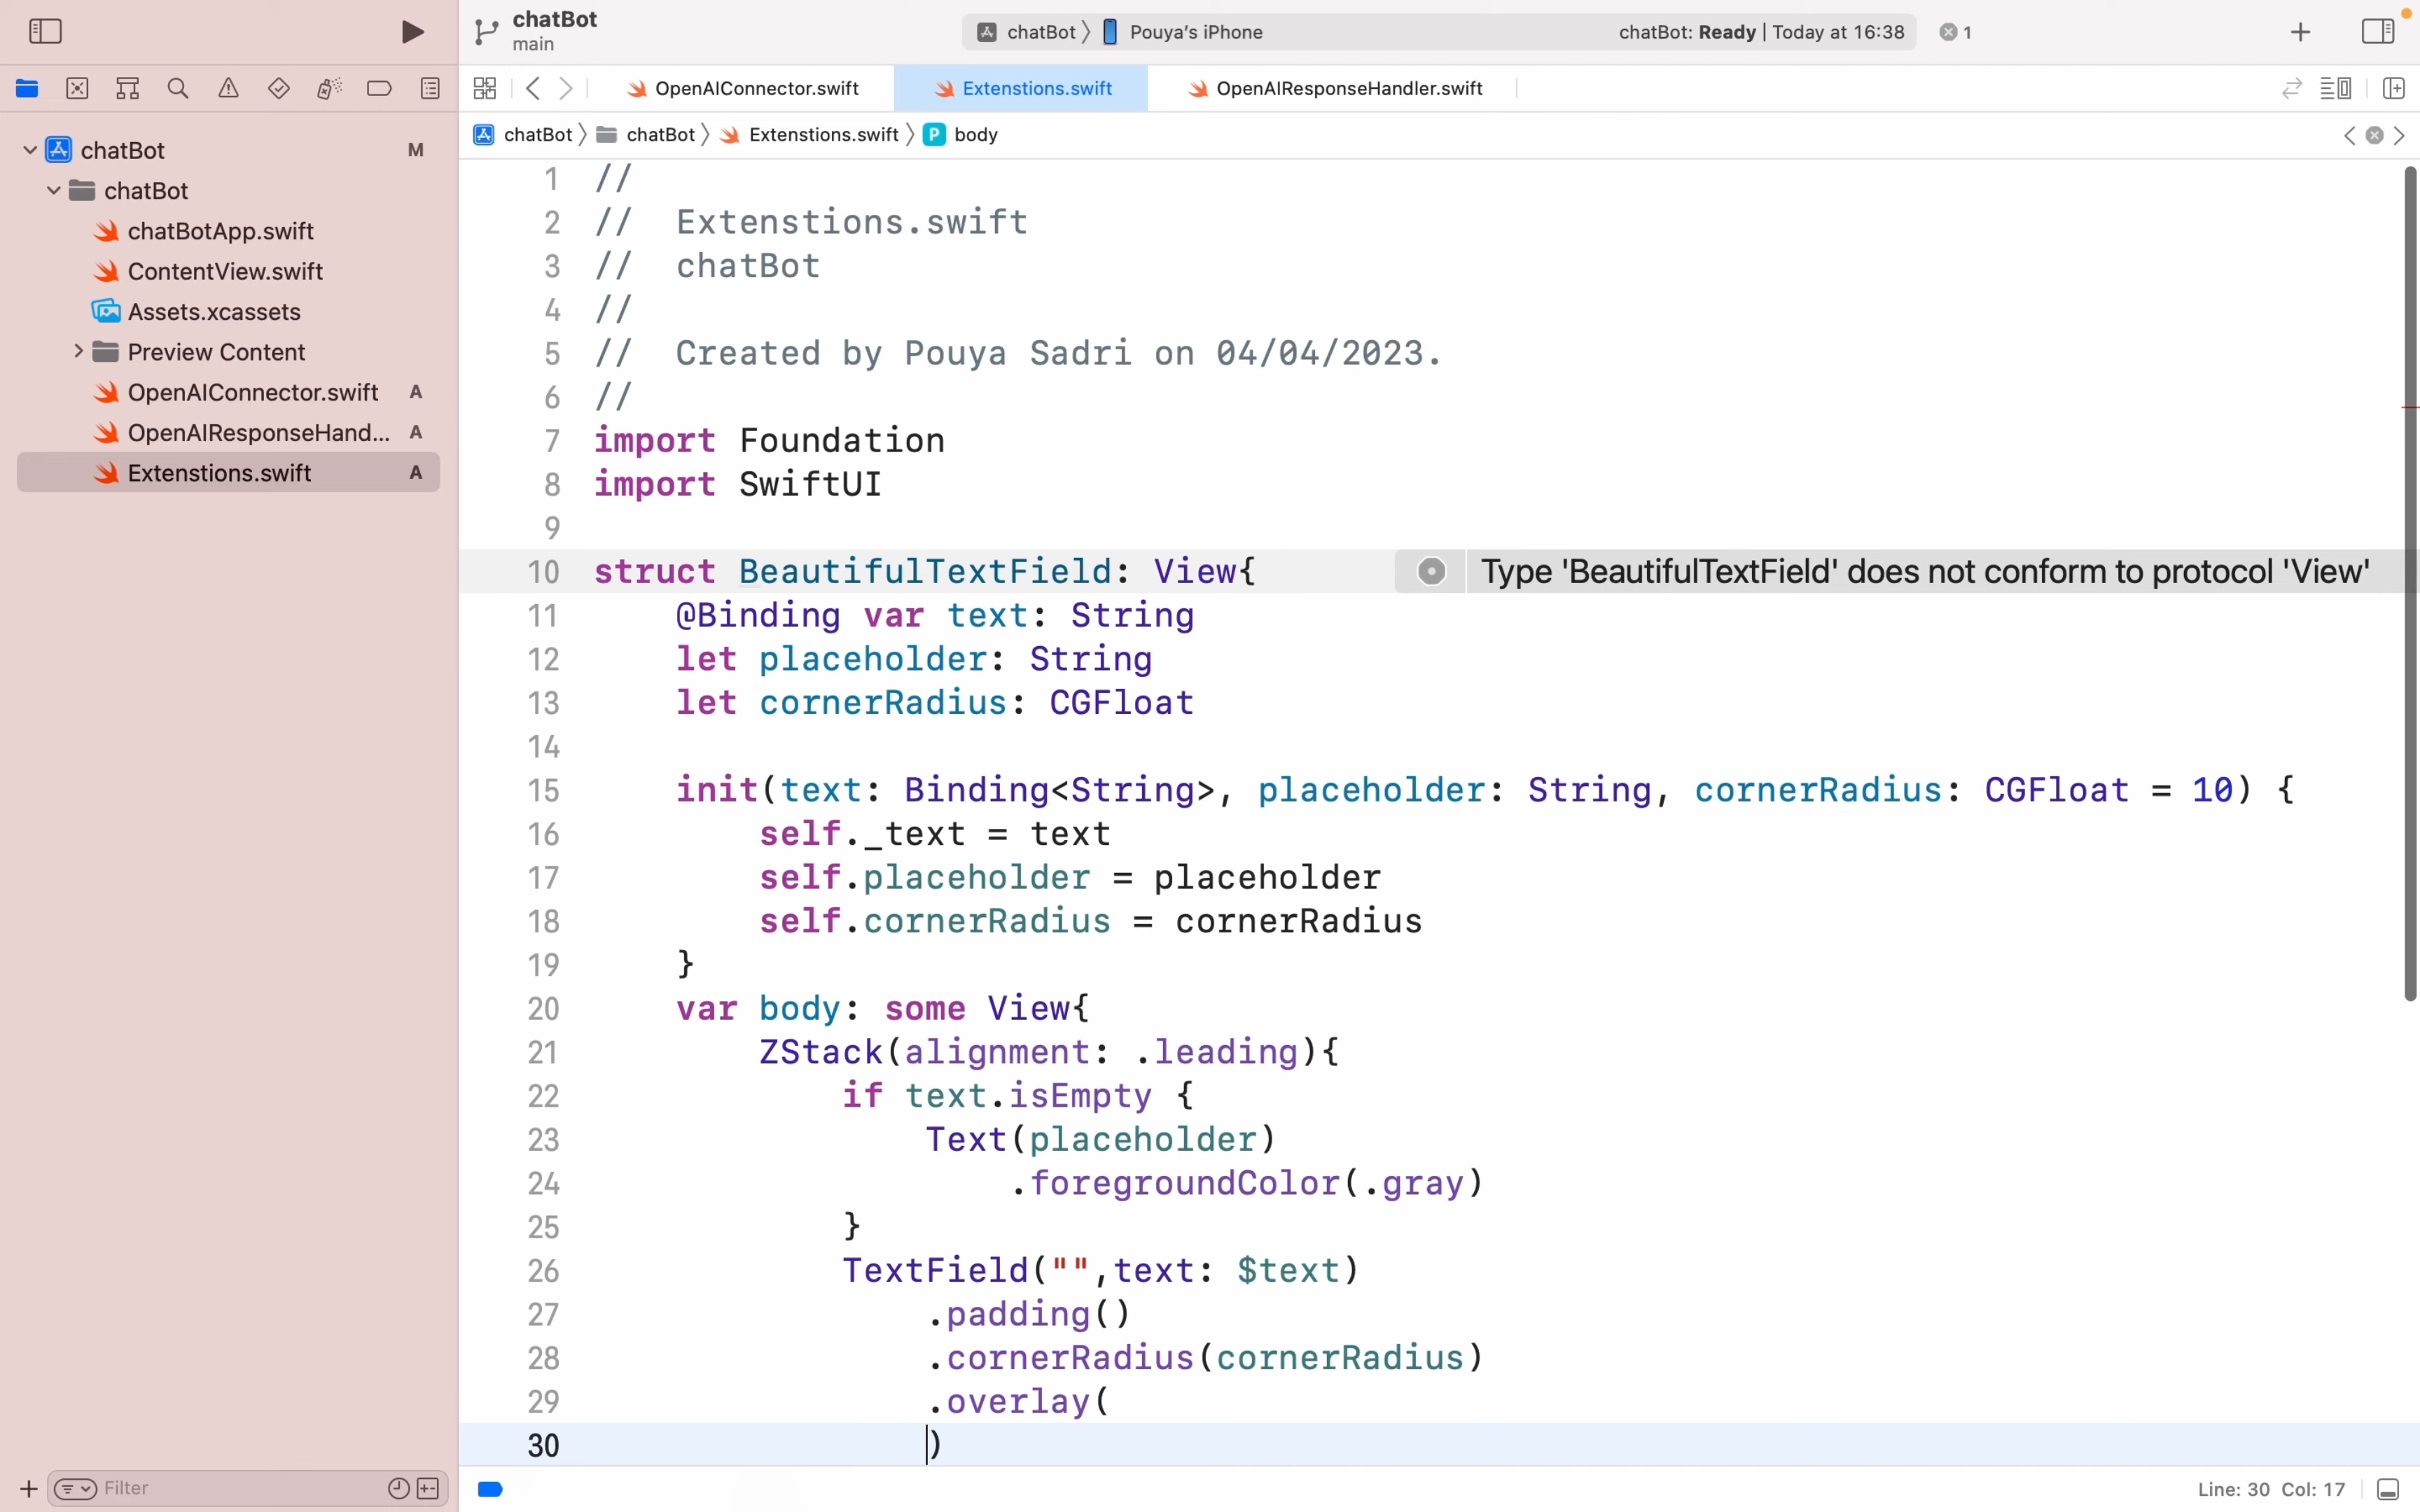 chatBot
main
chatBot
Pouya's iPhone
chatBot: Ready | Today at 16:38
1
OpenAIConnector.swift
Extenstions.swift
OpenAIResponseHandler.swift
chatBot
chatBot
Extenstions.swift
P
body
chatBot
M
chatBot
chatBotApp.swift
ContentView.swift
Assets.xcassets
Preview Content
OpenAIConnector.swift
A
OpenAIResponseHand...
A
Extenstions.swift
A
1 //
2 //  Extenstions.swift
3 //  chatBot
4 //
5 //  Created by Pouya Sadri on 04/04/2023.
6 //
7 import Foundation
8 import SwiftUI
9
10 struct BeautifulTextField: View{
Type 'BeautifulTextField' does not conform to protocol 'View'
11     @Binding var text: String
12     let placeholder: String
13     let cornerRadius: CGFloat
14
15     init(text: Binding<String>, placeholder: String, cornerRadius: CGFloat = 10) {
16         self._text = text
17         self.placeholder = placeholder
18         self.cornerRadius = cornerRadius
19     }
20     var body: some View{
21         ZStack(alignment: .leading){
22             if text.isEmpty {
23                 Text(placeholder)
24                     .foregroundColor(.gray)
25             }
26             TextField("",text: $text)
27                 .padding()
28                 .cornerRadius(cornerRadius)
29                 .overlay(
30                 )
Filter
Line: 30 Col: 17